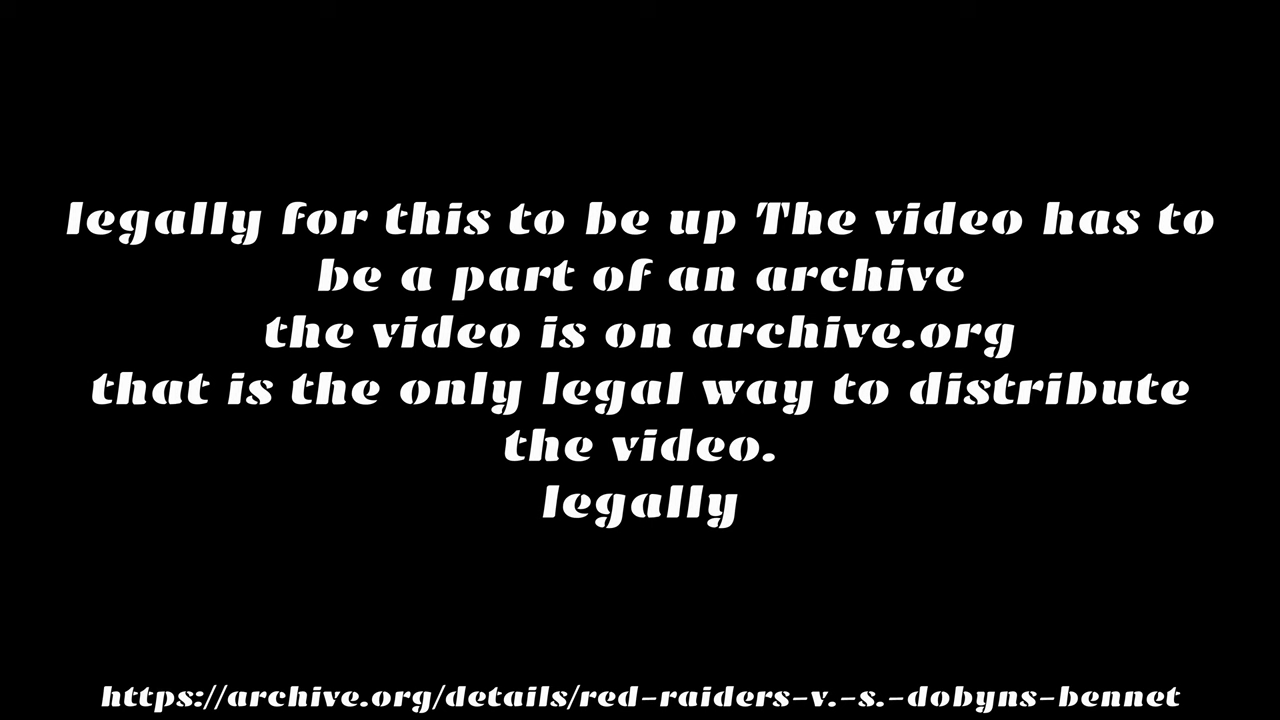 legally for this to be up The video has to
be a part of an archive
the video is on archive.org
that is the only legal way to distribute
the video.
legally
https://archive.org/details/red-raiders-v.-s.-dobyns-bennet